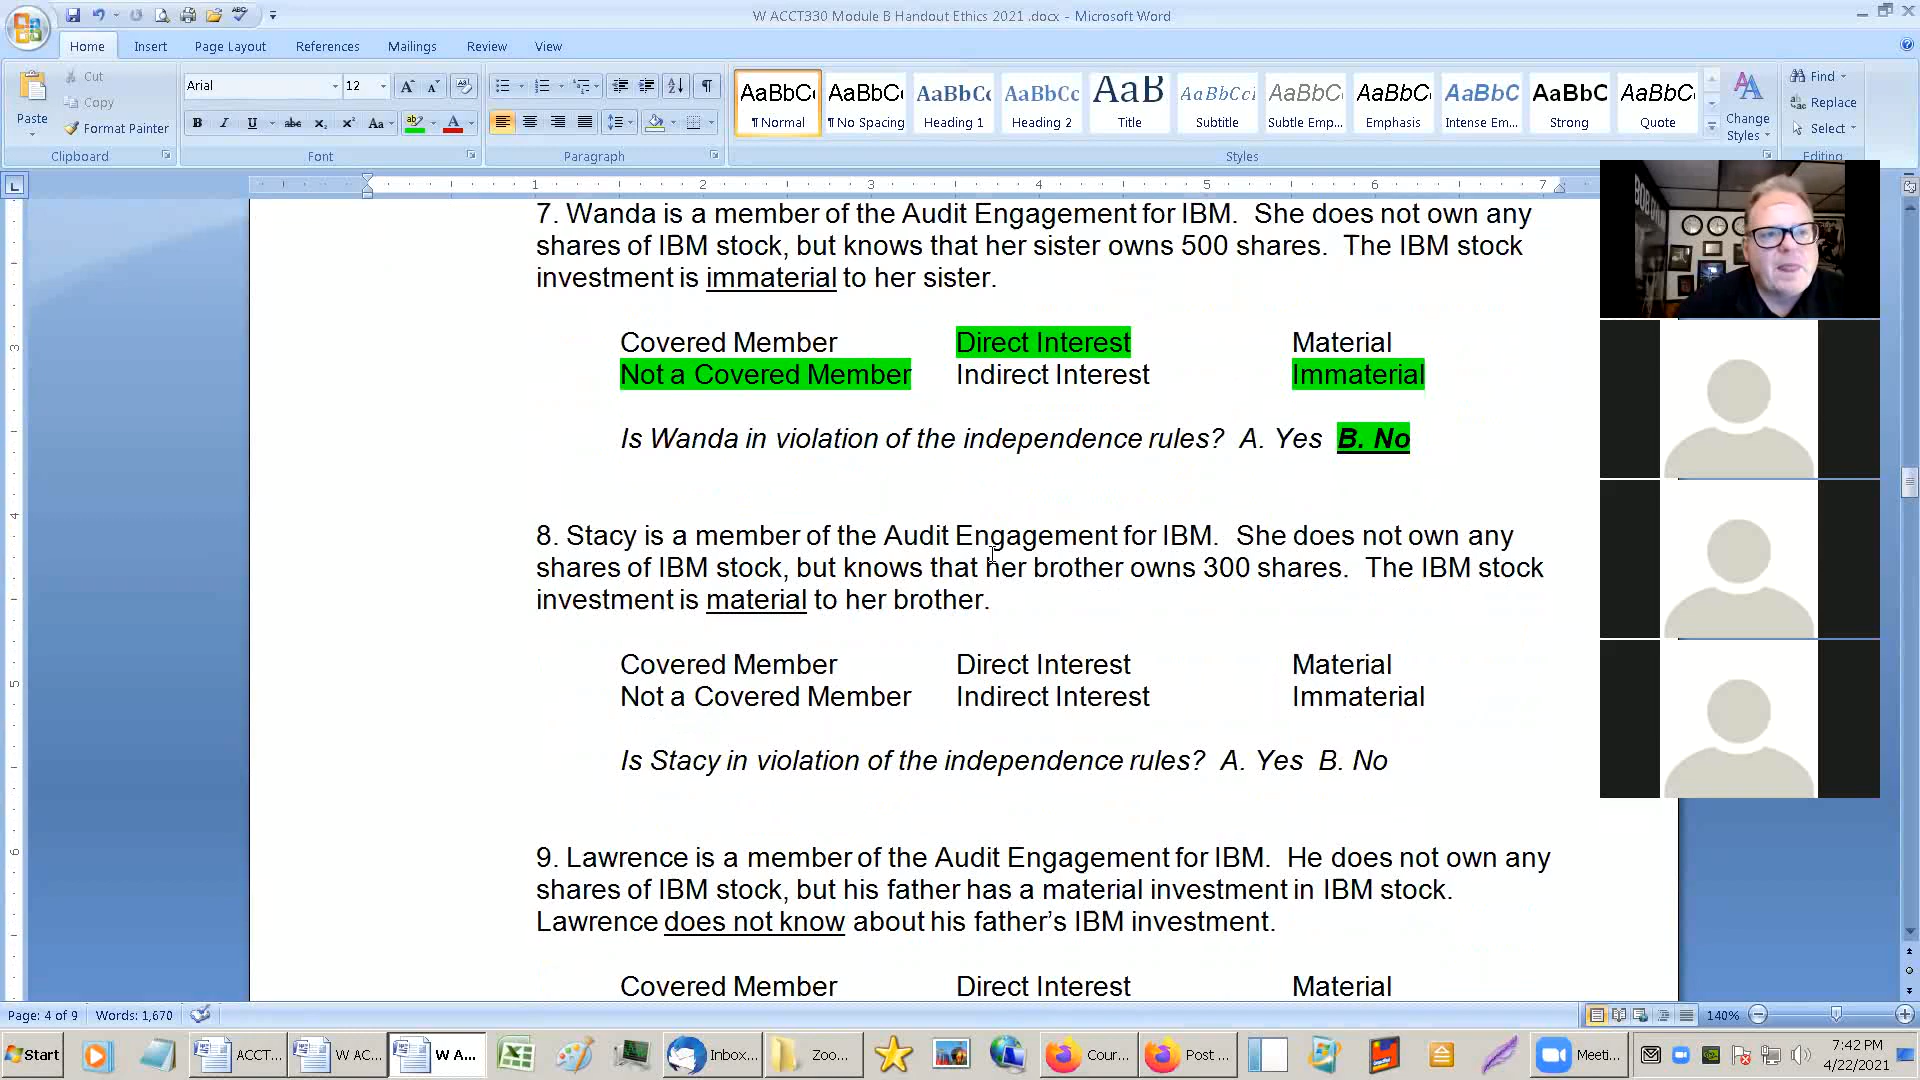 W ACCT330 Module B Handout Ethics 2021 .docx - Microsoft Word
Home Insert Page Layout References Mailings Review View
Paste
Cut
Copy
Format Painter
Clipboard
Arial 12
Font
Paragraph
AaBbCc AaBbCc AaBbCc AaBbCc AaB AaBbCcI AaBbCc AaBbCc AaBbC AaBbC AaBbCc
¶ Normal ¶ No Spacing Heading 1 Heading 2 Title Subtitle Subtle Emp... Emphasis Intense Em... Strong Quote
Styles
Change Styles
Find
Replace
Select
Editing
1 2 3 4 5 6 7
7. Wanda is a member of the Audit Engagement for IBM. She does not own any
shares of IBM stock, but knows that her sister owns 500 shares. The IBM stock
investment is immaterial to her sister.
Covered Member Direct Interest Material
Not a Covered Member Indirect Interest Immaterial
Is Wanda in violation of the independence rules? A. Yes B. No
8. Stacy is a member of the Audit Engagement for IBM. She does not own any
shares of IBM stock, but knows that her brother owns 300 shares. The IBM stock
investment is material to her brother.
Covered Member Direct Interest Material
Not a Covered Member Indirect Interest Immaterial
Is Stacy in violation of the independence rules? A. Yes B. No
9. Lawrence is a member of the Audit Engagement for IBM. He does not own any
shares of IBM stock, but his father has a material investment in IBM stock.
Lawrence does not know about his father's IBM investment.
Covered Member Direct Interest Material
3
4
5
6
Page: 4 of 9 Words: 1,670 140%
Start ACCT... W AC... W A... Inbox... Zoo... Cour... Post ... Meeti... 7:42 PM
4/22/2021